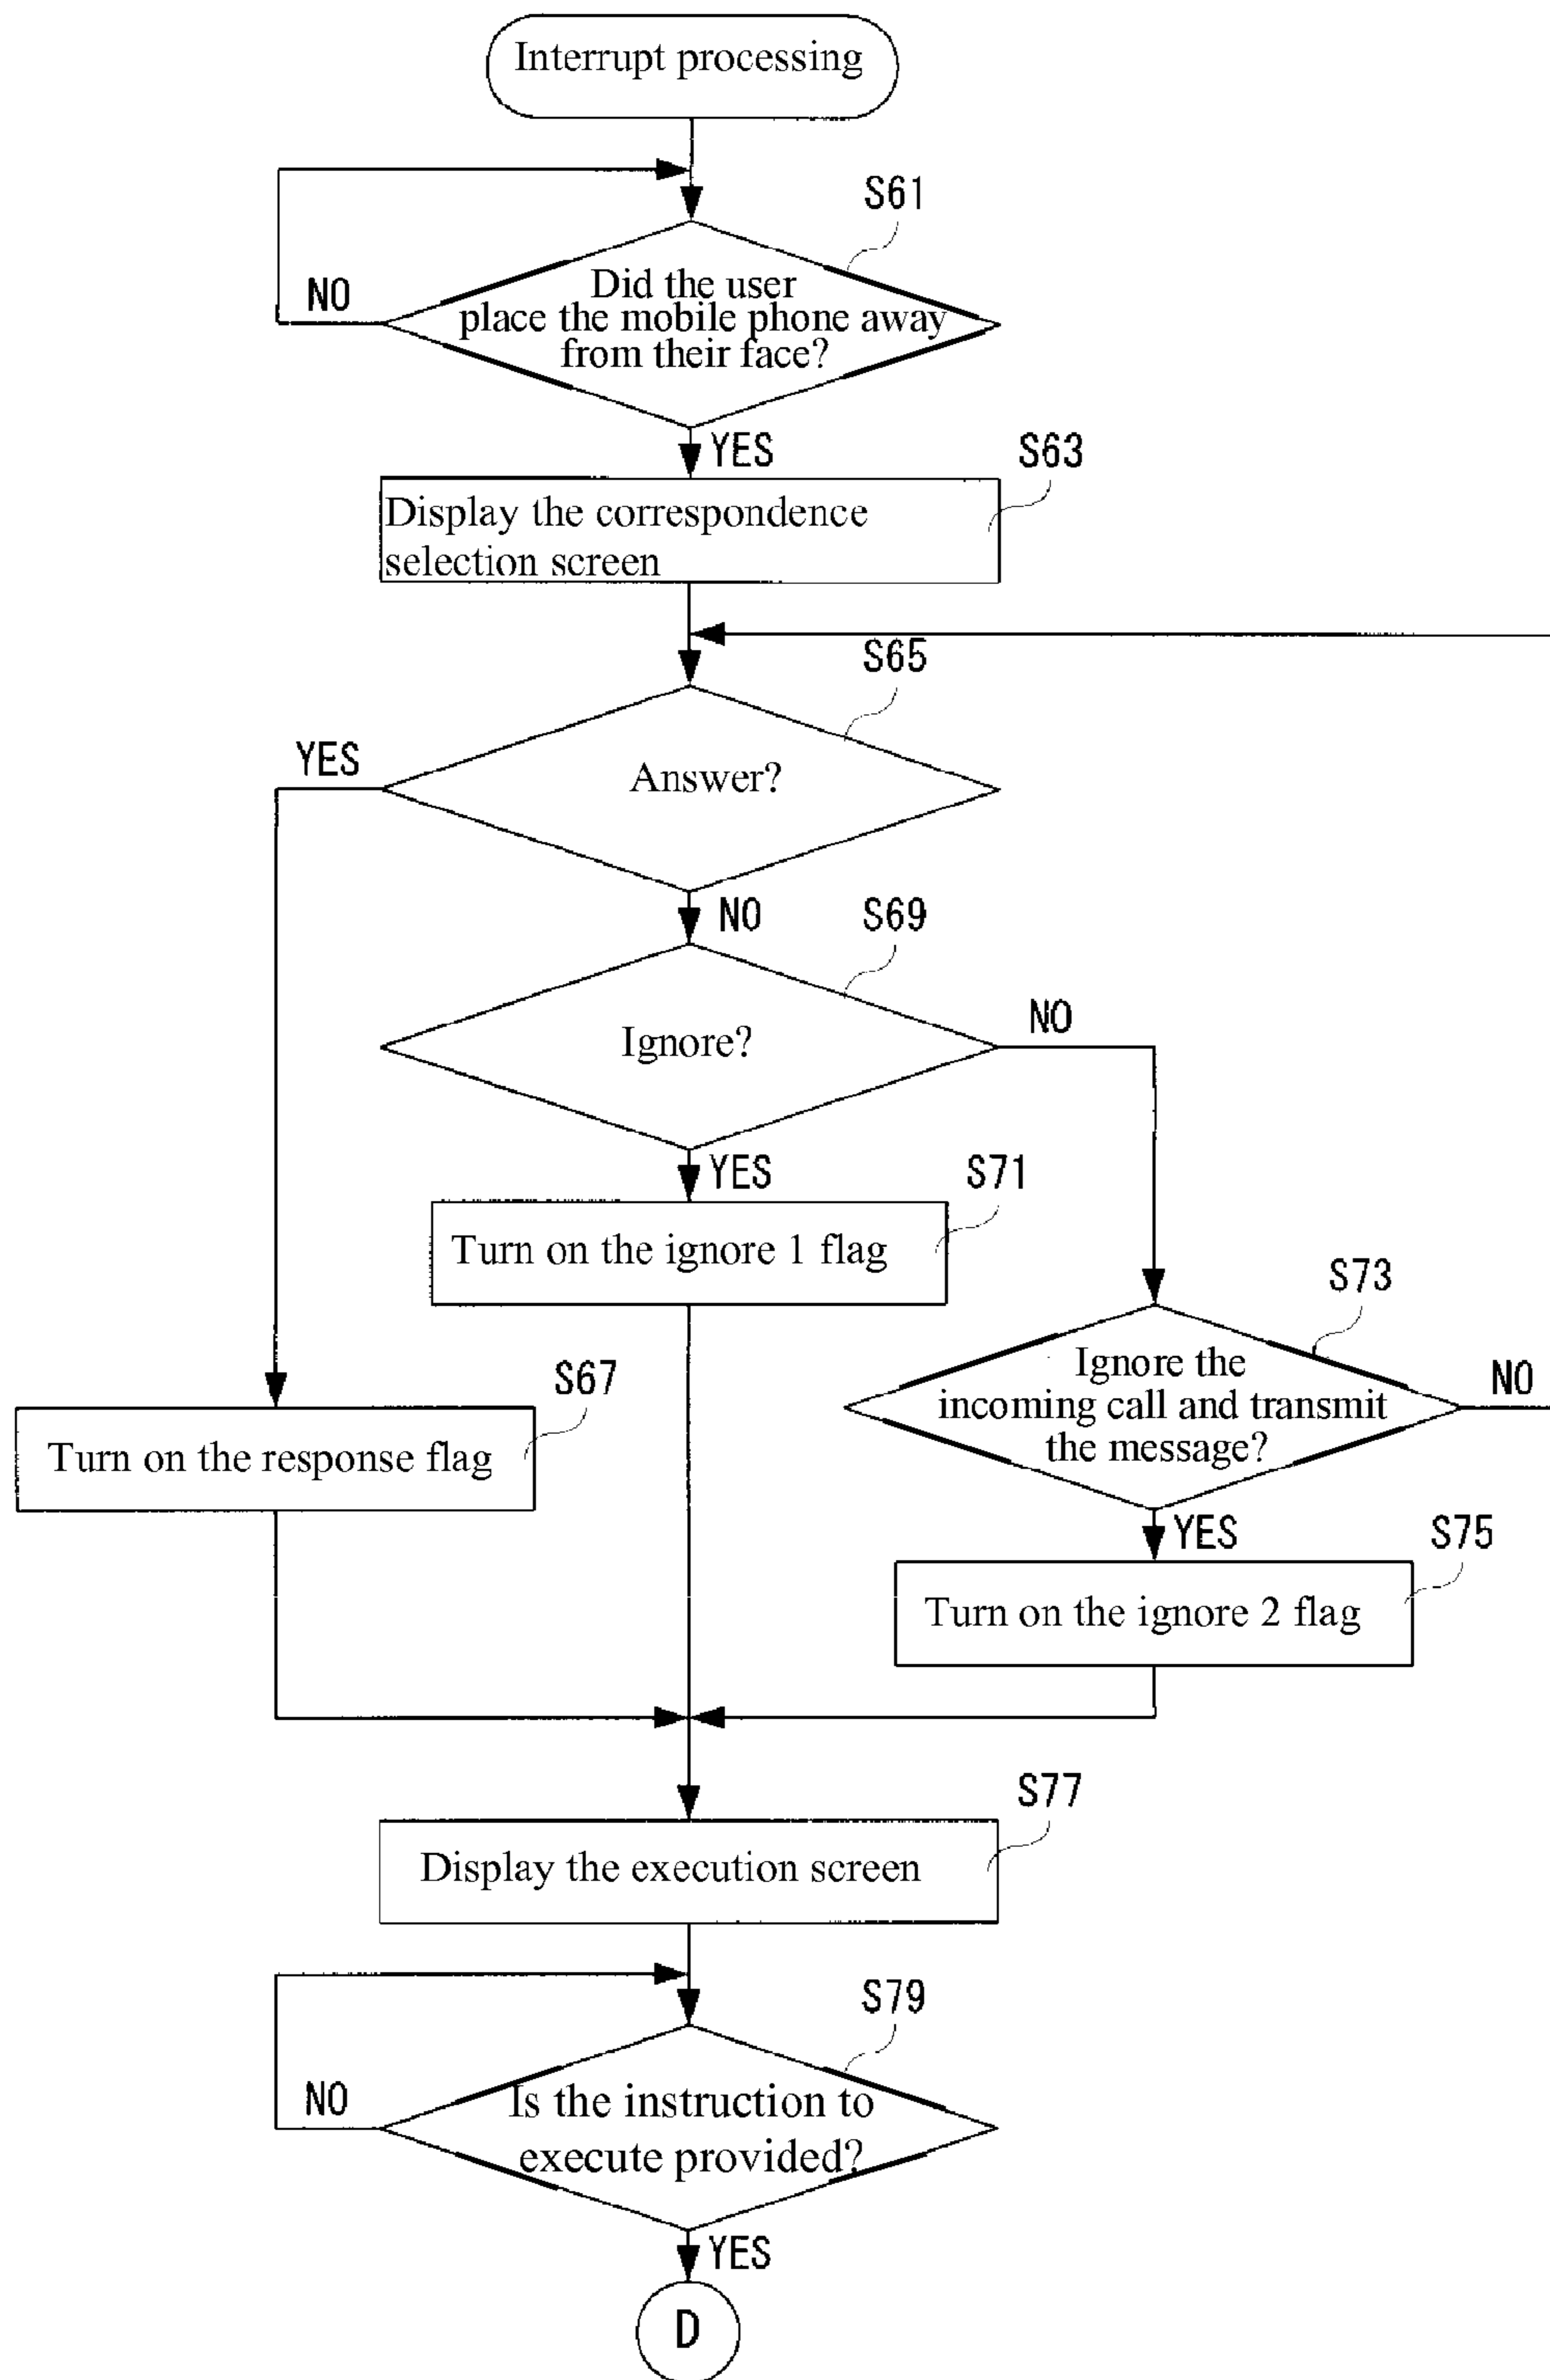 Interrupt processing
S61
Did the user
place the mobile phone away
from their face?
NO
YES
S63
Display the correspondence
selection screen
S65
Answer?
YES
NO
S69
Ignore?
NO
YES
S71
Turn on the ignore 1 flag
S73
Ignore the
incoming call and transmit
the message?
NO
S67
Turn on the response flag
YES
S75
Turn on the ignore 2 flag
S77
Display the execution screen
S79
Is the instruction to
execute provided?
NO
YES
D